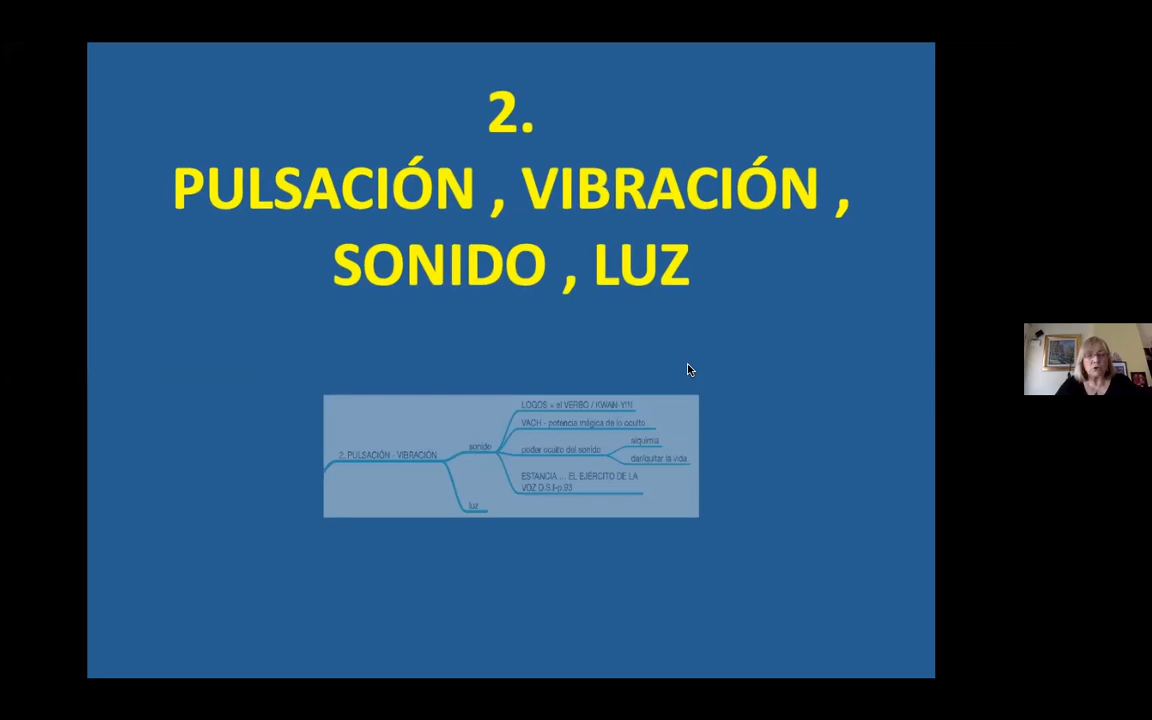 2.
PULSACIÓN , VIBRACIÓN ,
SONIDO , LUZ
LOGOS = el VERBO / KWAN-YIN
VACH - potencia mágica de lo oculto
sonido
poder oculto del sonido
alquimia
dar/quitar la vida
2. PULSACIÓN - VIBRACIÓN
ESTANCIA ... EL EJÉRCITO DE LA
VOZ D.S.I-p.93
luz